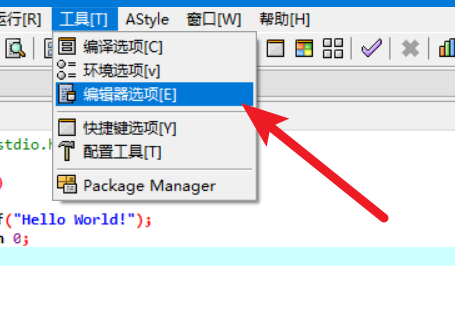 运行[R] 工具[T] AStyle 窗口[W] 帮助[H]
编译选项[C]
环境选项[v]
编辑器选项[E]
快捷键选项[Y]
stdio.h
配置工具[T]
)
Package Manager
f("Hello World!");
n 0;